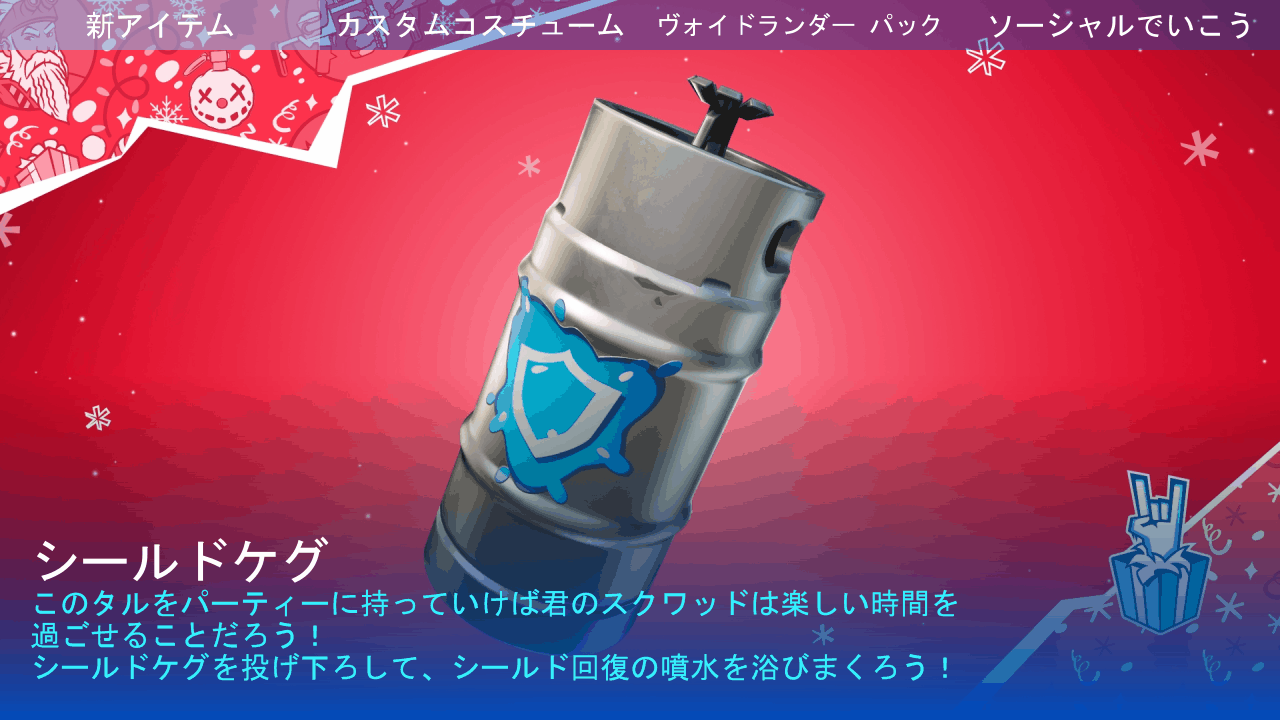 新アイテム
カスタムコスチューム
ヴォイドランダー パック
ソーシャルでいこう
シールドケグ
このタルをパーティーに持っていけば君のスクワッドは楽しい時間を
過ごせることだろう！
シールドケグを投げ下ろして、シールド回復の噴水を浴びまくろう！